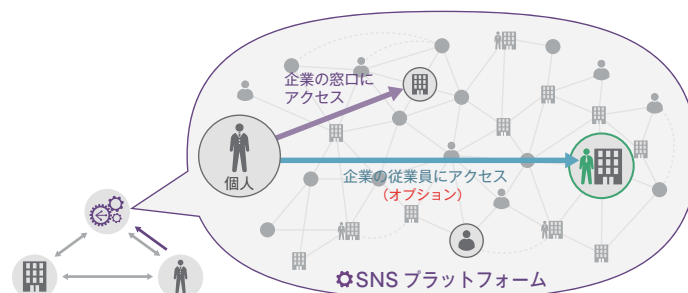 企業の窓口に
アクセス
個人
企業の従業員にアクセス
（オプション）
SNS プラットフォーム